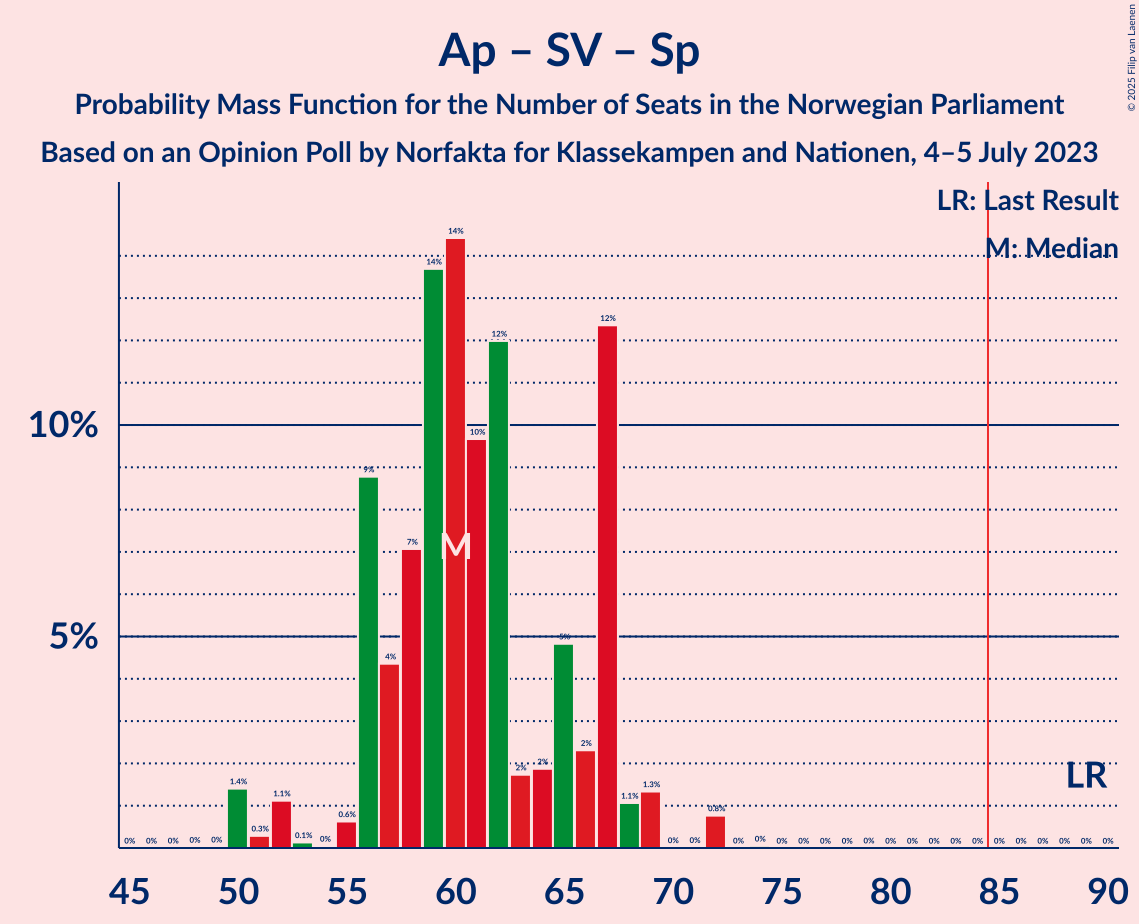 Ap – SV – Sp
Probability Mass Function for the Number of Seats in the Norwegian Parliament
Based on an Opinion Poll by Norfakta for Klassekampen and Nationen, 4–5 July 2023
© 2025 Filip van Laenen
LR: Last Result
M: Median
10%
5%
0% 0% 0% 0% 0% 1.4% 0.3% 1.1% 0.1% 0% 0.6% 9% 4% 7% 14% 14% 10% 12% 2% 2% 5% 2% 12% 1.1% 1.3% 0% 0% 0.8% 0% 0% 0% 0% 0% 0% 0% 0% 0% 0% 0% 0% 0% 0% 0% 0% 0% 0%
M
LR
45 50 55 60 65 70 75 80 85 90